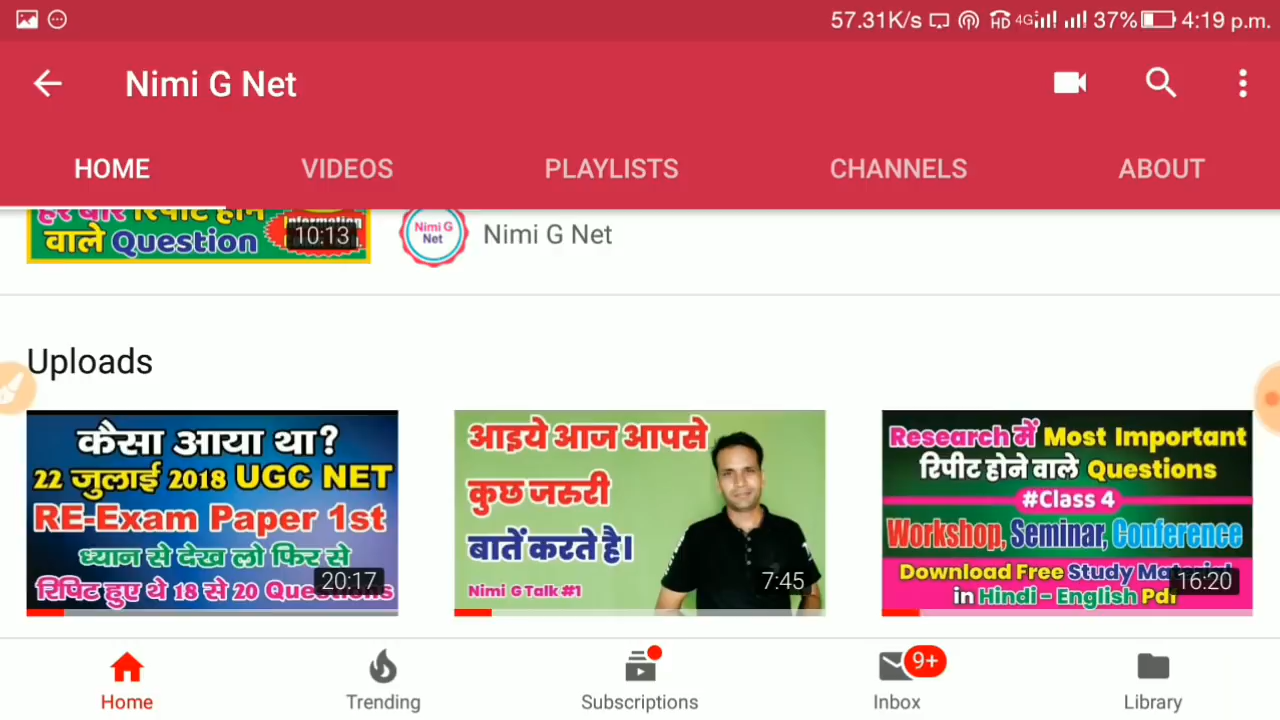 57.31K/s HD 4G 37% 4:19 p.m.
Nimi G Net
HOME VIDEOS PLAYLISTS CHANNELS ABOUT
हर बार रिपीट होने
वाले Question
Information
10:13
Nimi G
Net
Nimi G Net
Uploads
कैसा आया था?
22 जुलाई 2018 UGC NET
RE-Exam Paper 1st
ध्यान से देख लो फिर से
रिपिट हुए थे 18 से 20 Questions
20:17
आइये आज आपसे
कुछ जरुरी
बातें करते है।
Nimi G Talk #1
7:45
Research में Most Important
रिपीट होने वाले Questions
#Class 4
Workshop, Seminar, Conference
Download Free Study Material
in Hindi - English Pdf
16:20
Home Trending Subscriptions Inbox 9+ Library